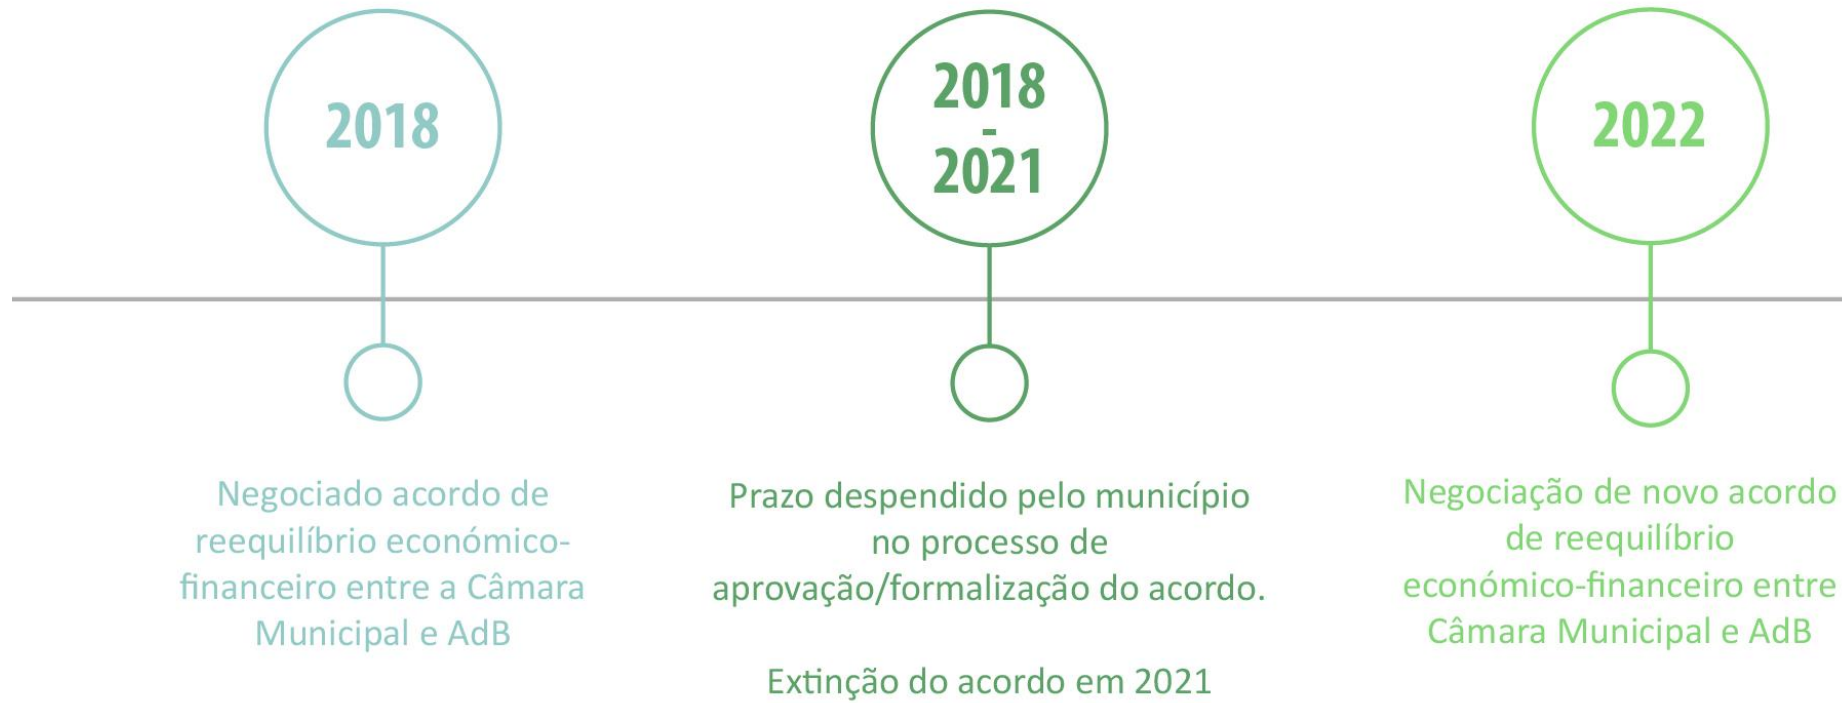 2018
Negociado acordo de
reequilíbrio económico-
financeiro entre a Câmara
Municipal e AdB
2018
-
2021
Prazo despendido pelo município
no processo de
aprovação/formalização do acordo.
Extinção do acordo em 2021
2022
Negociação de novo acordo
de reequilíbrio
económico-financeiro entre
Câmara Municipal e AdB